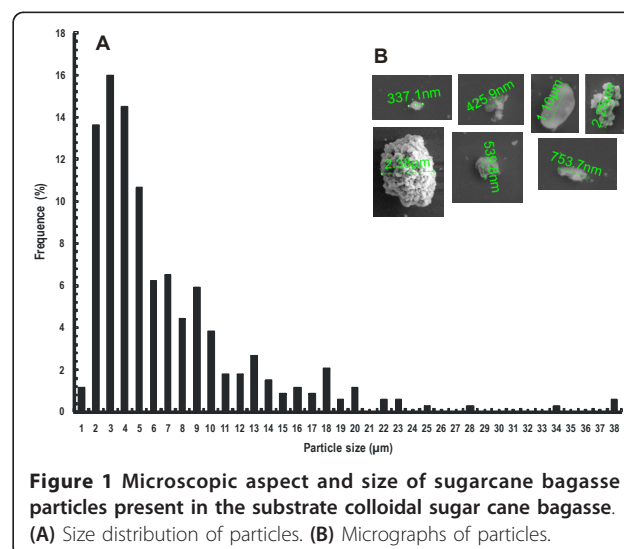 A
B
18
16
14
12
10
8
6
4
2
0
Frequence (%)
1 2 3 4 5 6 7 8 9 10 11 12 13 14 15 16 17 18 19 20 21 22 23 24 25 26 27 28 29 30 31 32 33 34 35 36 37 38
Particle size (µm)
337.1nm
425.9nm
1.10µm
753.7nm
Figure 1 Microscopic aspect and size of sugarcane bagasse
particles present in the substrate colloidal sugar cane bagasse.
(A) Size distribution of particles. (B) Micrographs of particles.